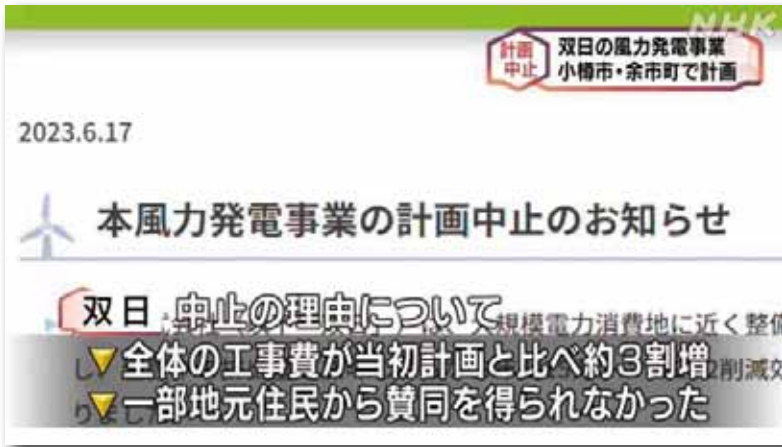 NHK
計画中止
双日の風力発電事業
小樽市・余市町で計画
2023.6.17
本風力発電事業の計画中止のお知らせ
双日 中止の理由について
規模電力消費地に近く整備
▼全体の工事費が当初計画と比べ約3割増
2削減効
▼一部地元住民から賛同を得られなかった